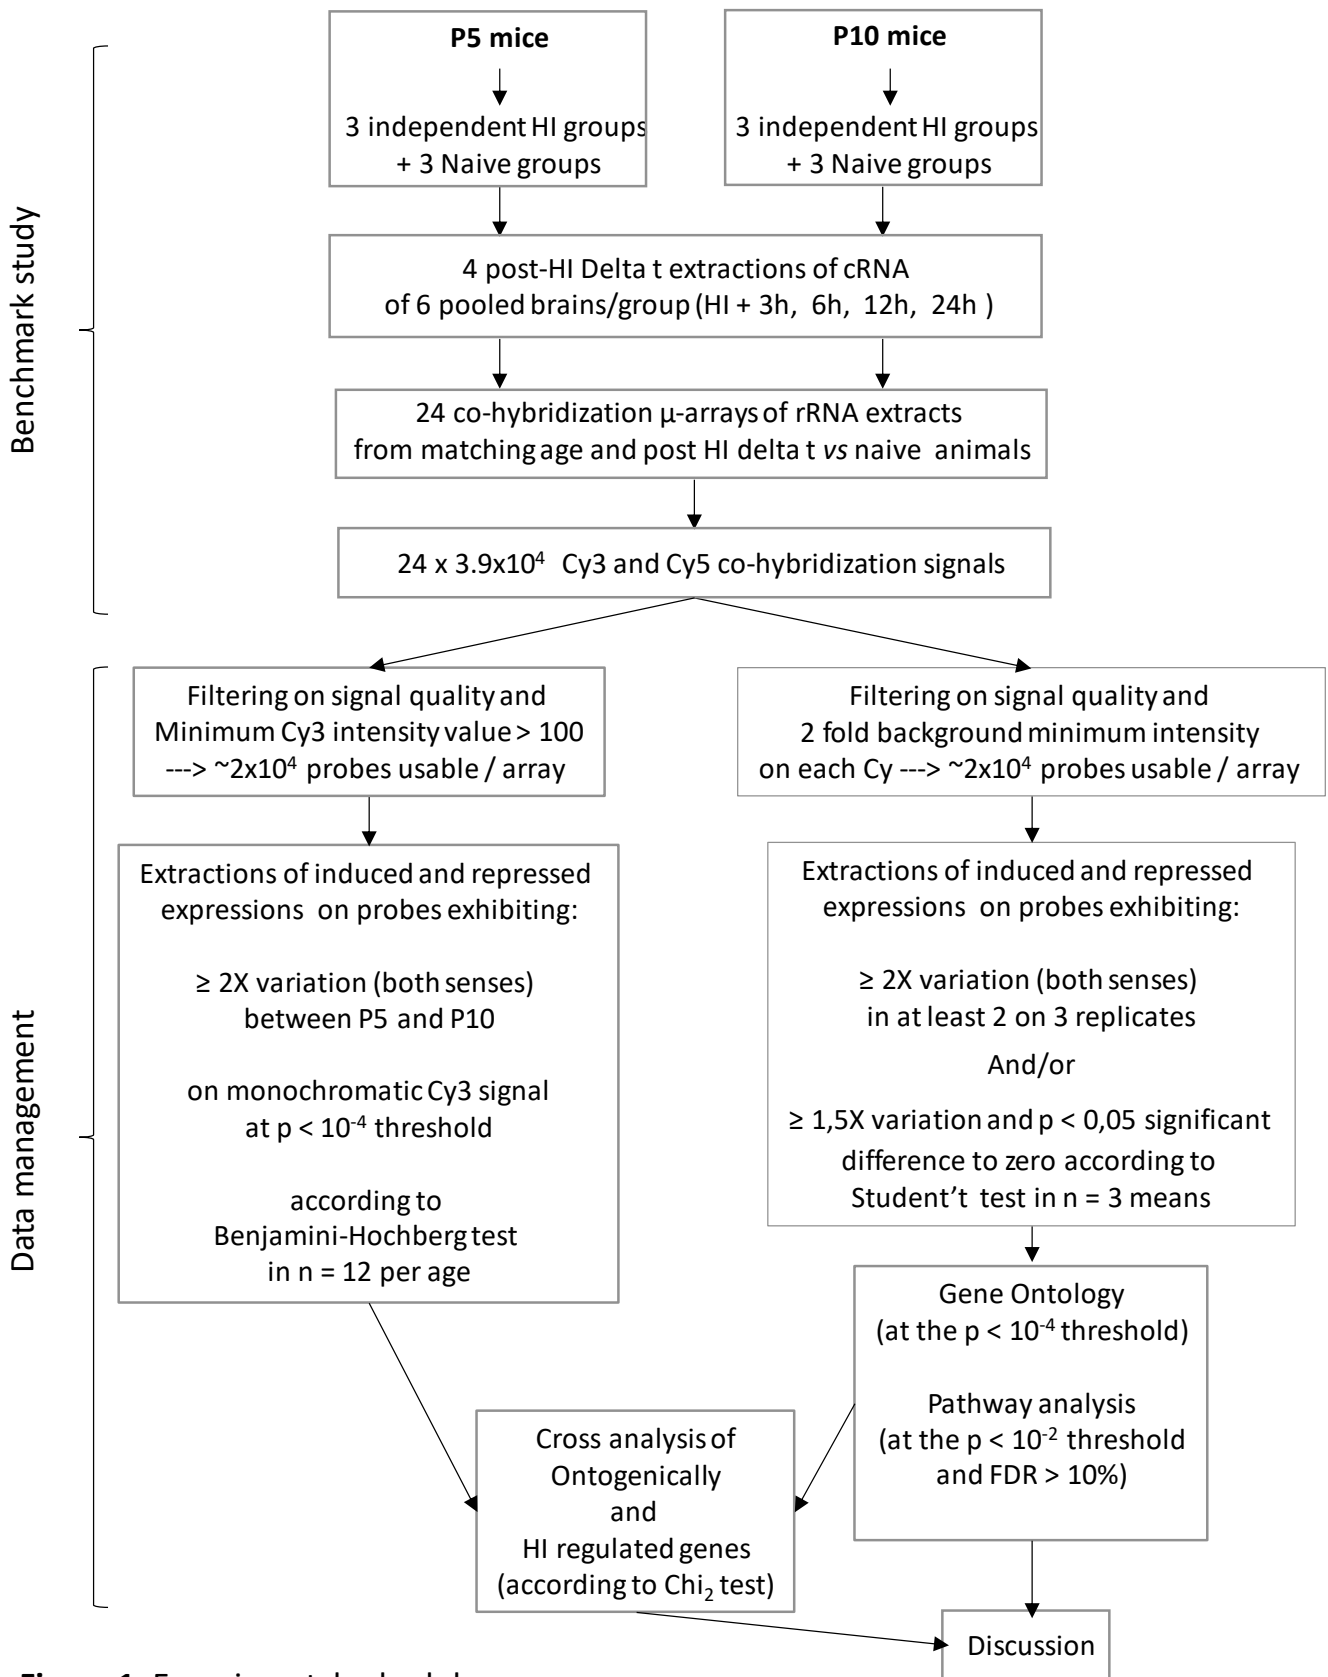 P5 mice
3 independent HI groups
+ 3 Naive groups
P10 mice
3 independent HI groups
+ 3 Naive groups
4 post-HI Delta t extractions of cRNA
of 6 pooled brains/group (HI + 3h, 6h, 12h, 24h )
24 co-hybridization µ-arrays of rRNA extracts
from matching age and post HI delta t vs naive animals
24 x 3.9x10⁴ Cy3 and Cy5 co-hybridization signals
Benchmark study
Filtering on signal quality and
Minimum Cy3 intensity value > 100
---> ~2x10⁴ probes usable / array
Filtering on signal quality and
2 fold background minimum intensity
on each Cy ---> ~2x10⁴ probes usable / array
Extractions of induced and repressed
expressions on probes exhibiting:
≥ 2X variation (both senses)
between P5 and P10
on monochromatic Cy3 signal
at p < 10⁻⁴ threshold
according to
Benjamini-Hochberg test
in n = 12 per age
Extractions of induced and repressed
expressions on probes exhibiting:
≥ 2X variation (both senses)
in at least 2 on 3 replicates
And/or
≥ 1,5X variation and p < 0,05 significant
difference to zero according to
Student't test in n = 3 means
Data management
Gene Ontology
(at the p < 10⁻⁴ threshold)
Pathway analysis
(at the p < 10⁻² threshold
and FDR > 10%)
Cross analysis of
Ontogenically
and
HI regulated genes
(according to Chi₂ test)
Discussion